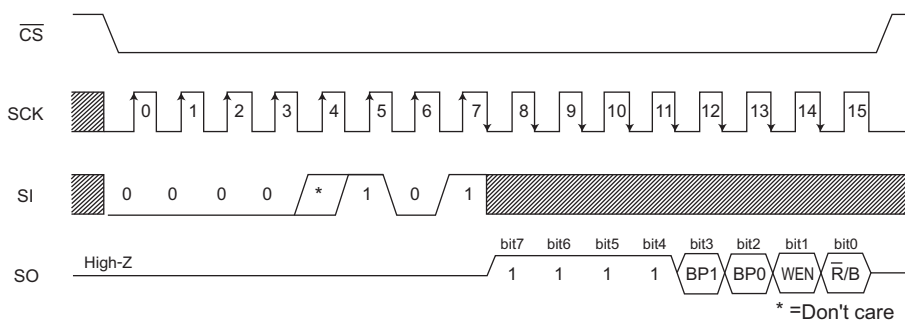 CS
SCK 0 1 2 3 4 5 6 7 8 9 10 11 12 13 14 15
SI 0 0 0 0 * 1 0 1
bit7 bit6 bit5 bit4 bit3 bit2 bit1 bit0
SO High-Z 1 1 1 1 BP1 BP0 WEN R̅/B
* =Don't care